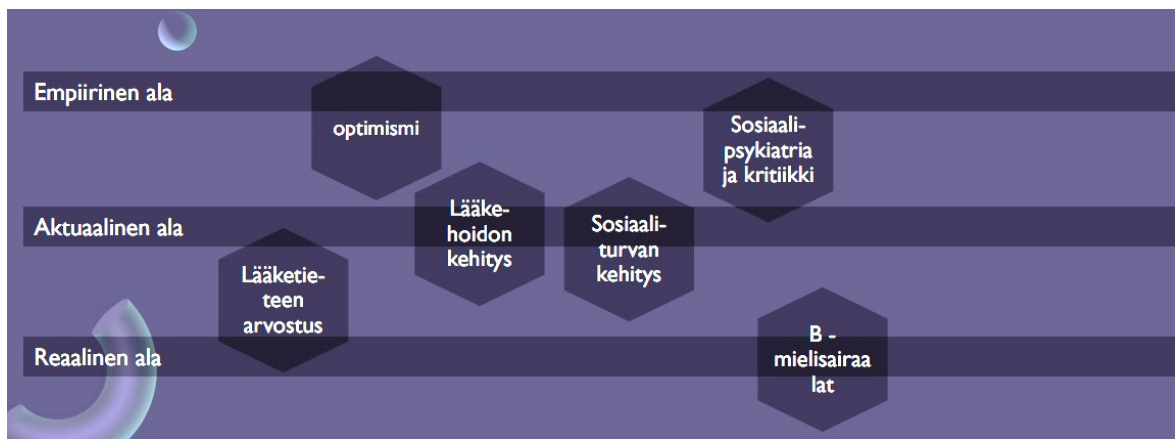 Empiirinen ala
optimismi
Sosiaali-
psykiatria
ja kritiikki
Aktuaalinen ala
Lääke-
hoidon
kehitys
Sosiaali-
turvan
kehitys
Lääketie-
teen
arvostus
Reaalinen ala
B -
mielisairaa
lat